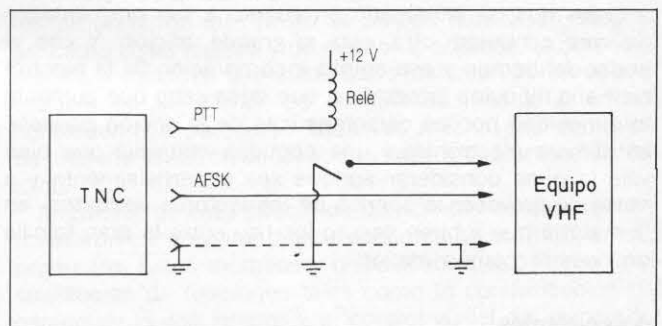 +12 V
Relé
PTT
TNC
AFSK
Equipo
VHF